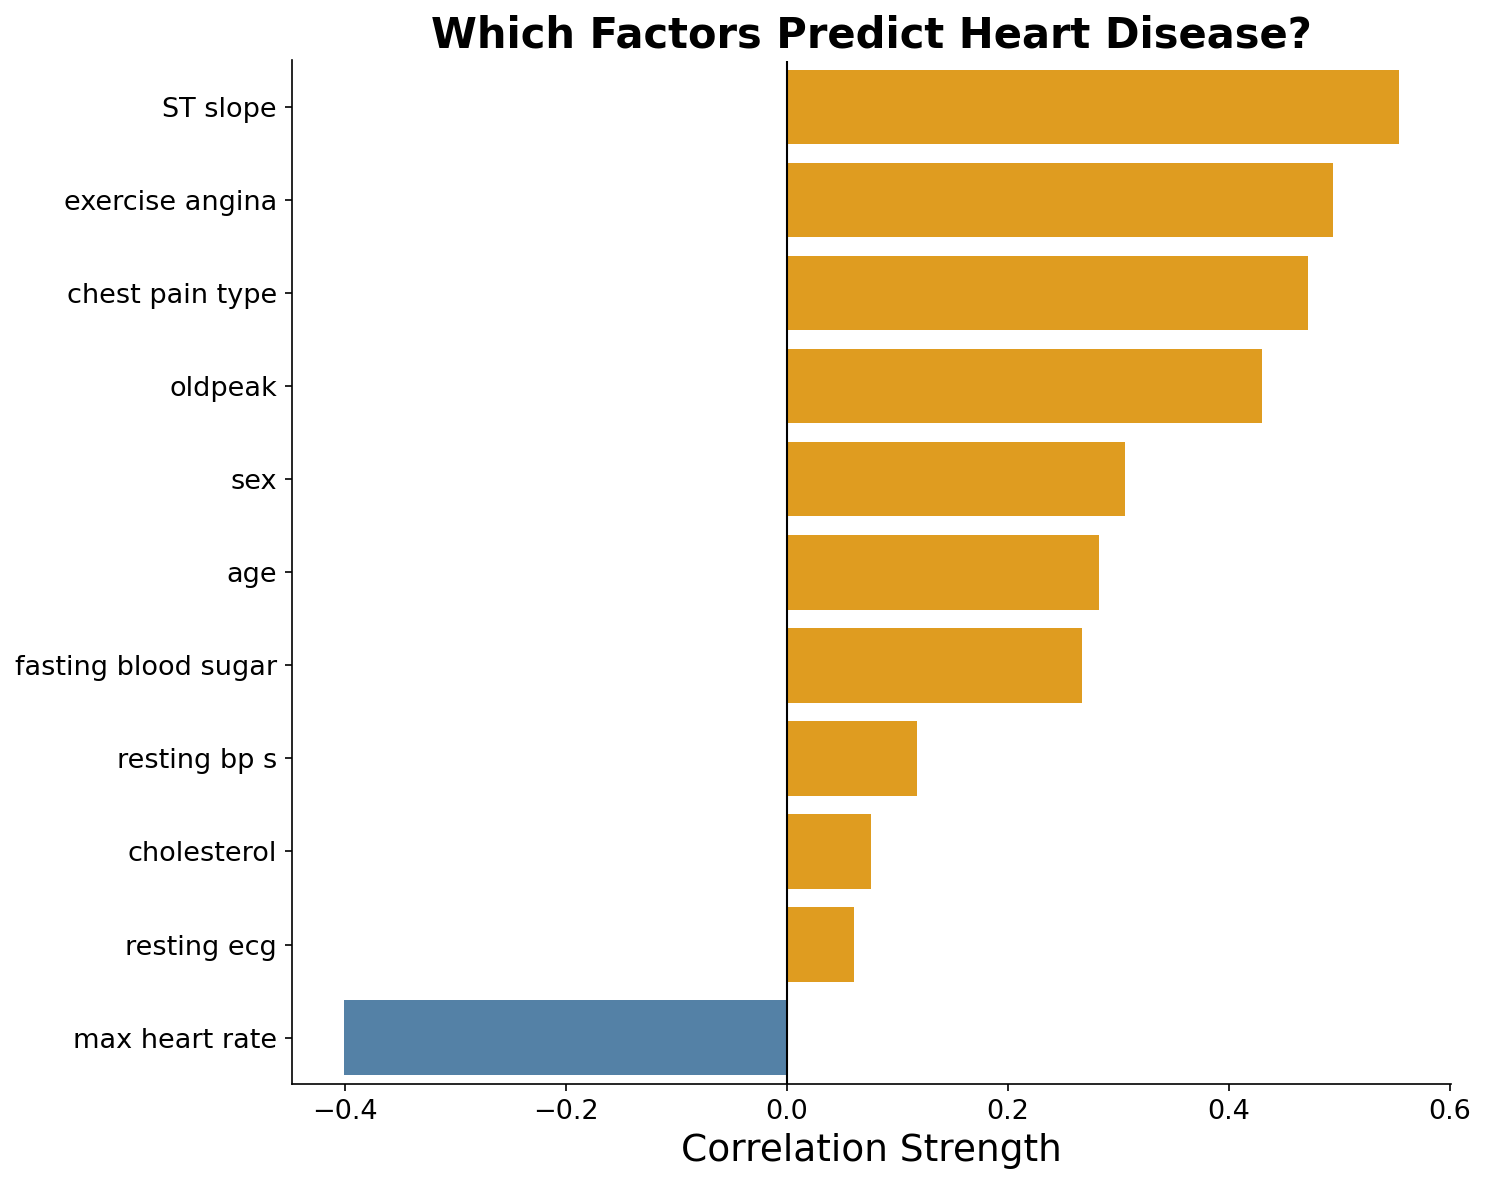 Which Factors Predict Heart Disease?
ST slope
exercise angina
chest pain type
oldpeak
sex
age
fasting blood sugar
resting bp s
cholesterol
resting ecg
max heart rate
−0.4 −0.2 0.0 0.2 0.4 0.6
Correlation Strength